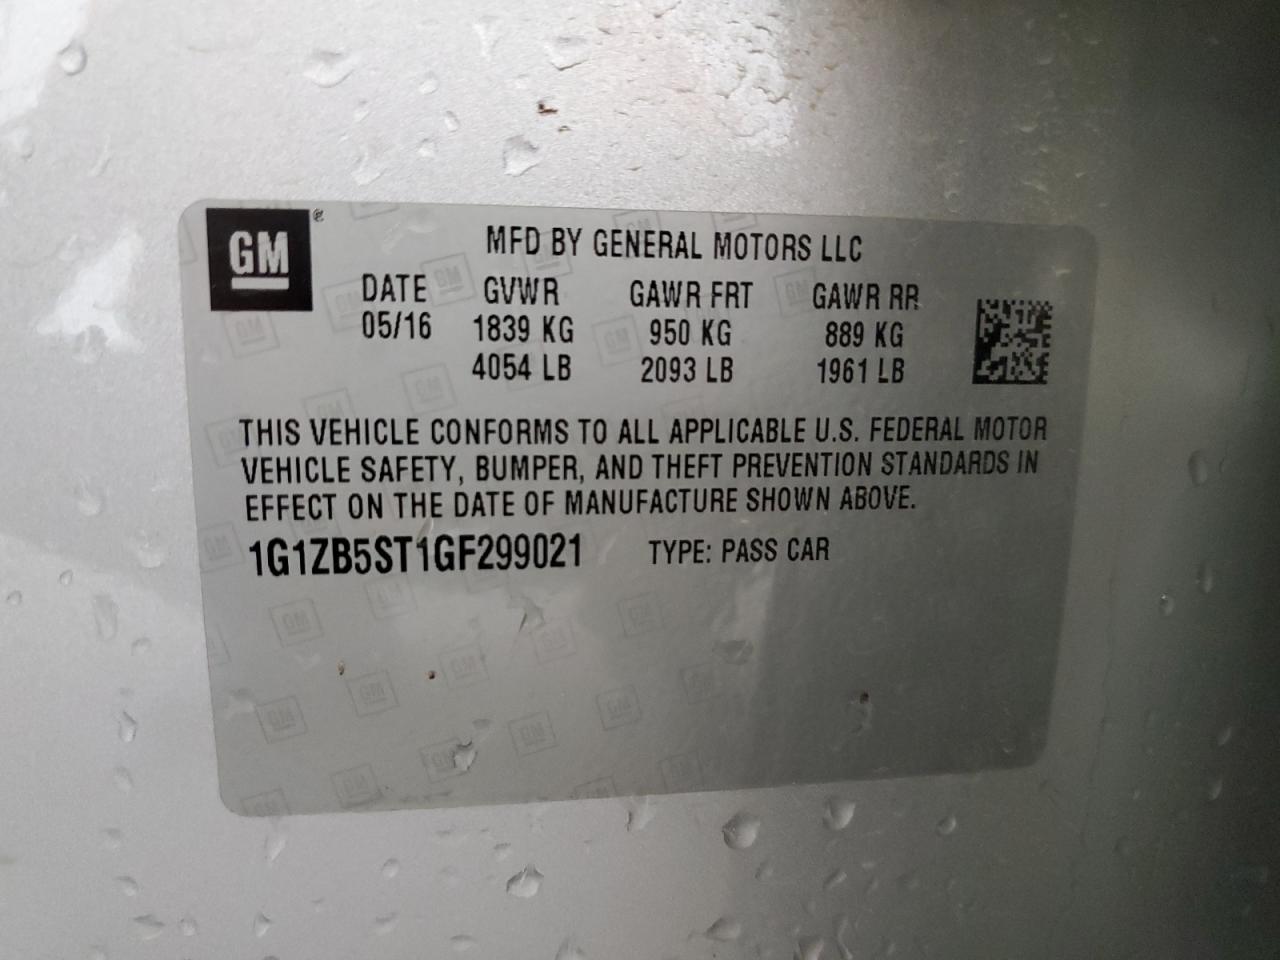 GM®
MFD BY GENERAL MOTORS LLC
DATE GVWR GAWR FRT GAWR RR
05/16 1839 KG 950 KG 889 KG
4054 LB 2093 LB 1961 LB
THIS VEHICLE CONFORMS TO ALL APPLICABLE U.S. FEDERAL MOTOR
VEHICLE SAFETY, BUMPER, AND THEFT PREVENTION STANDARDS IN
EFFECT ON THE DATE OF MANUFACTURE SHOWN ABOVE.
1G1ZB5ST1GF299021 TYPE: PASS CAR